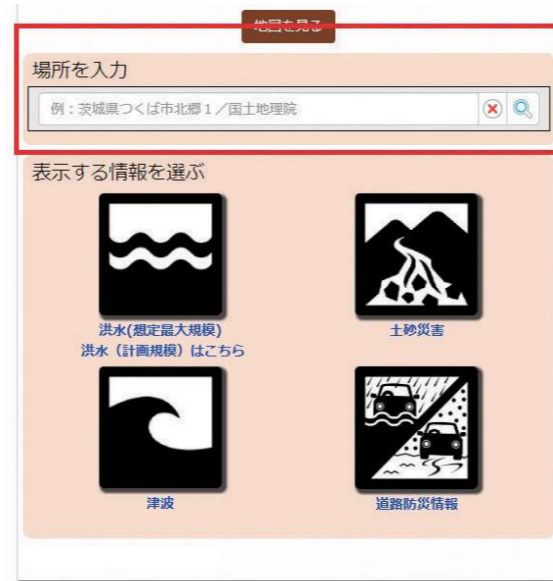 地図を見る
場所を入力
例：茨城県つくば市北郷１／国土地理院
表示する情報を選ぶ
洪水(想定最大規模)
洪水（計画規模）はこちら
土砂災害
津波
道路防災情報